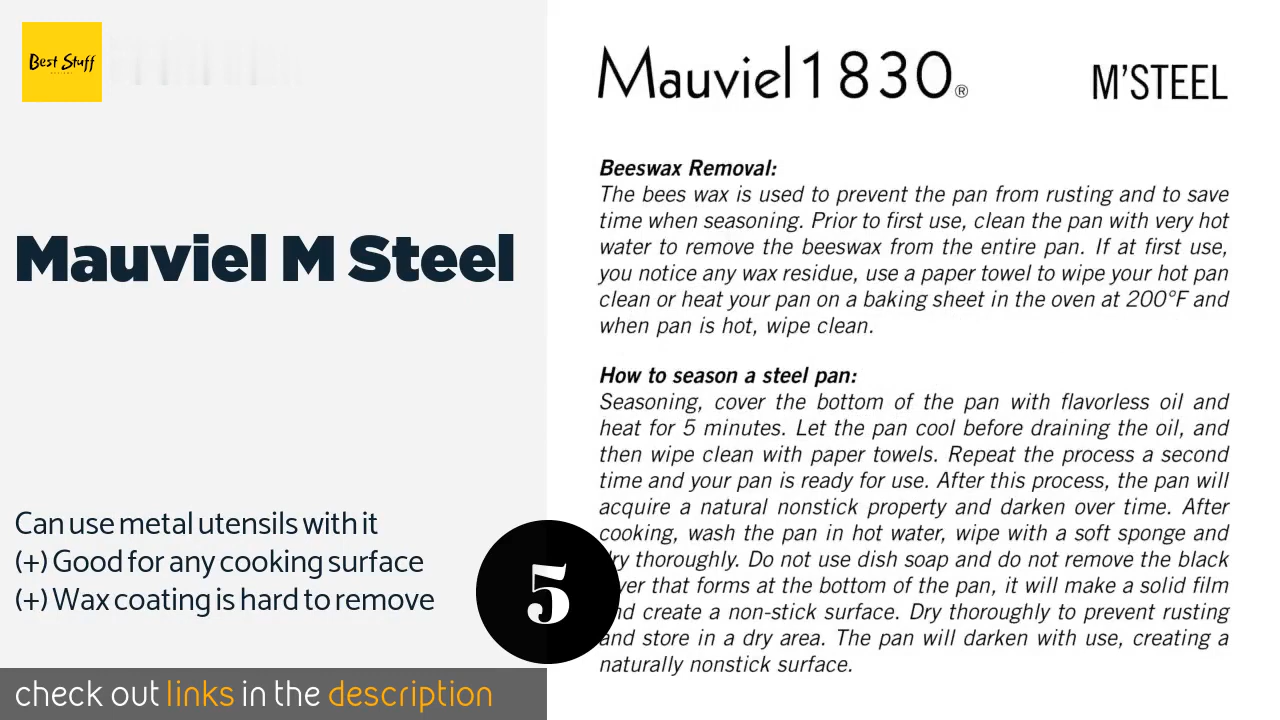 Best Stuff
Mauviel M Steel
Can use metal utensils with it
(+) Good for any cooking surface
(+) Wax coating is hard to remove
5
check out links in the description
Mauviel1830® M'STEEL
Beeswax Removal:
The bees wax is used to prevent the pan from rusting and to save
time when seasoning. Prior to first use, clean the pan with very hot
water to remove the beeswax from the entire pan. If at first use,
you notice any wax residue, use a paper towel to wipe your hot pan
clean or heat your pan on a baking sheet in the oven at 200°F and
when pan is hot, wipe clean.
How to season a steel pan:
Seasoning, cover the bottom of the pan with flavorless oil and
heat for 5 minutes. Let the pan cool before draining the oil, and
then wipe clean with paper towels. Repeat the process a second
time and your pan is ready for use. After this process, the pan will
acquire a natural nonstick property and darken over time. After
cooking, wash the pan in hot water, wipe with a soft sponge and
dry thoroughly. Do not use dish soap and do not remove the black
layer that forms at the bottom of the pan, it will make a solid film
and create a non-stick surface. Dry thoroughly to prevent rusting
and store in a dry area. The pan will darken with use, creating a
naturally nonstick surface.